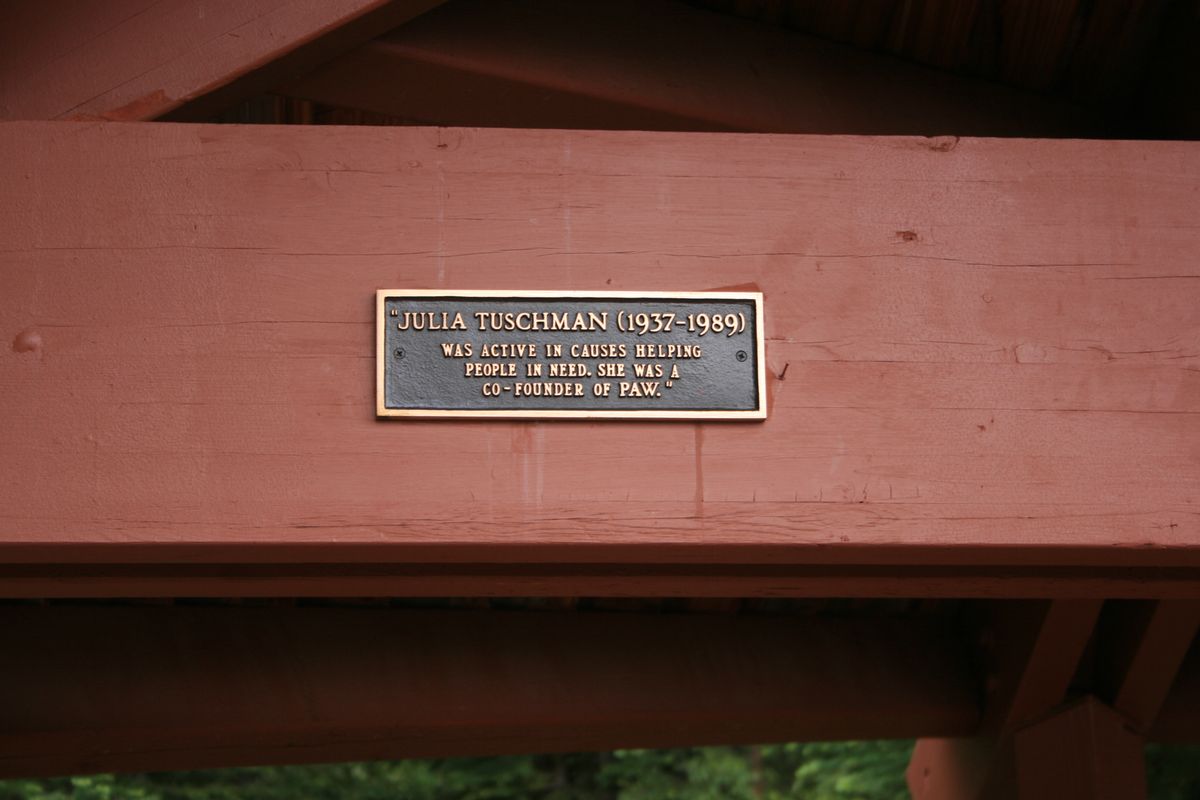 "JULIA TUSCHMAN (1937-1989)
WAS ACTIVE IN CAUSES HELPING
PEOPLE IN NEED. SHE WAS A
CO-FOUNDER OF PAW."